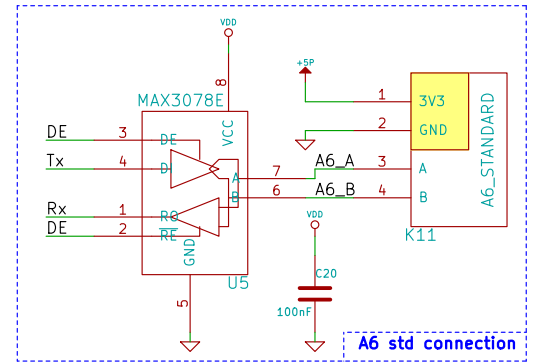 VDD
+5P
8
MAX3078E
VCC
1
3V3
2
GND
A6_STANDARD
DE
3
DE
Tx
4
D
7
A6_A
3
A
A
6
A6_B
4
B
B
Rx
1
RO
DE
2
RE
GND
VDD
K11
U5
5
C20
100nF
A6 std connection